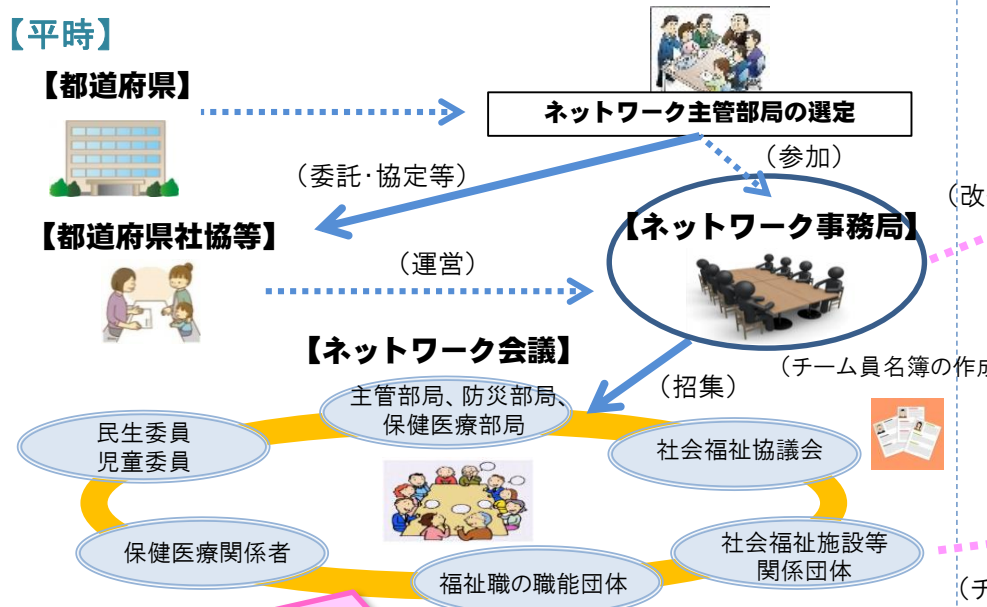 【平時】
【都道府県】
ネットワーク主管部局の選定
（参加）
（委託・協定等）
（改
【都道府県社協等】
【ネットワーク事務局】
（運営）
【ネットワーク会議】
（チーム員名簿の作成
（招集）
主管部局、防災部局、
保健医療部局
民生委員
児童委員
社会福祉協議会
保健医療関係者
社会福祉施設等
関係団体
福祉職の職能団体
（チ